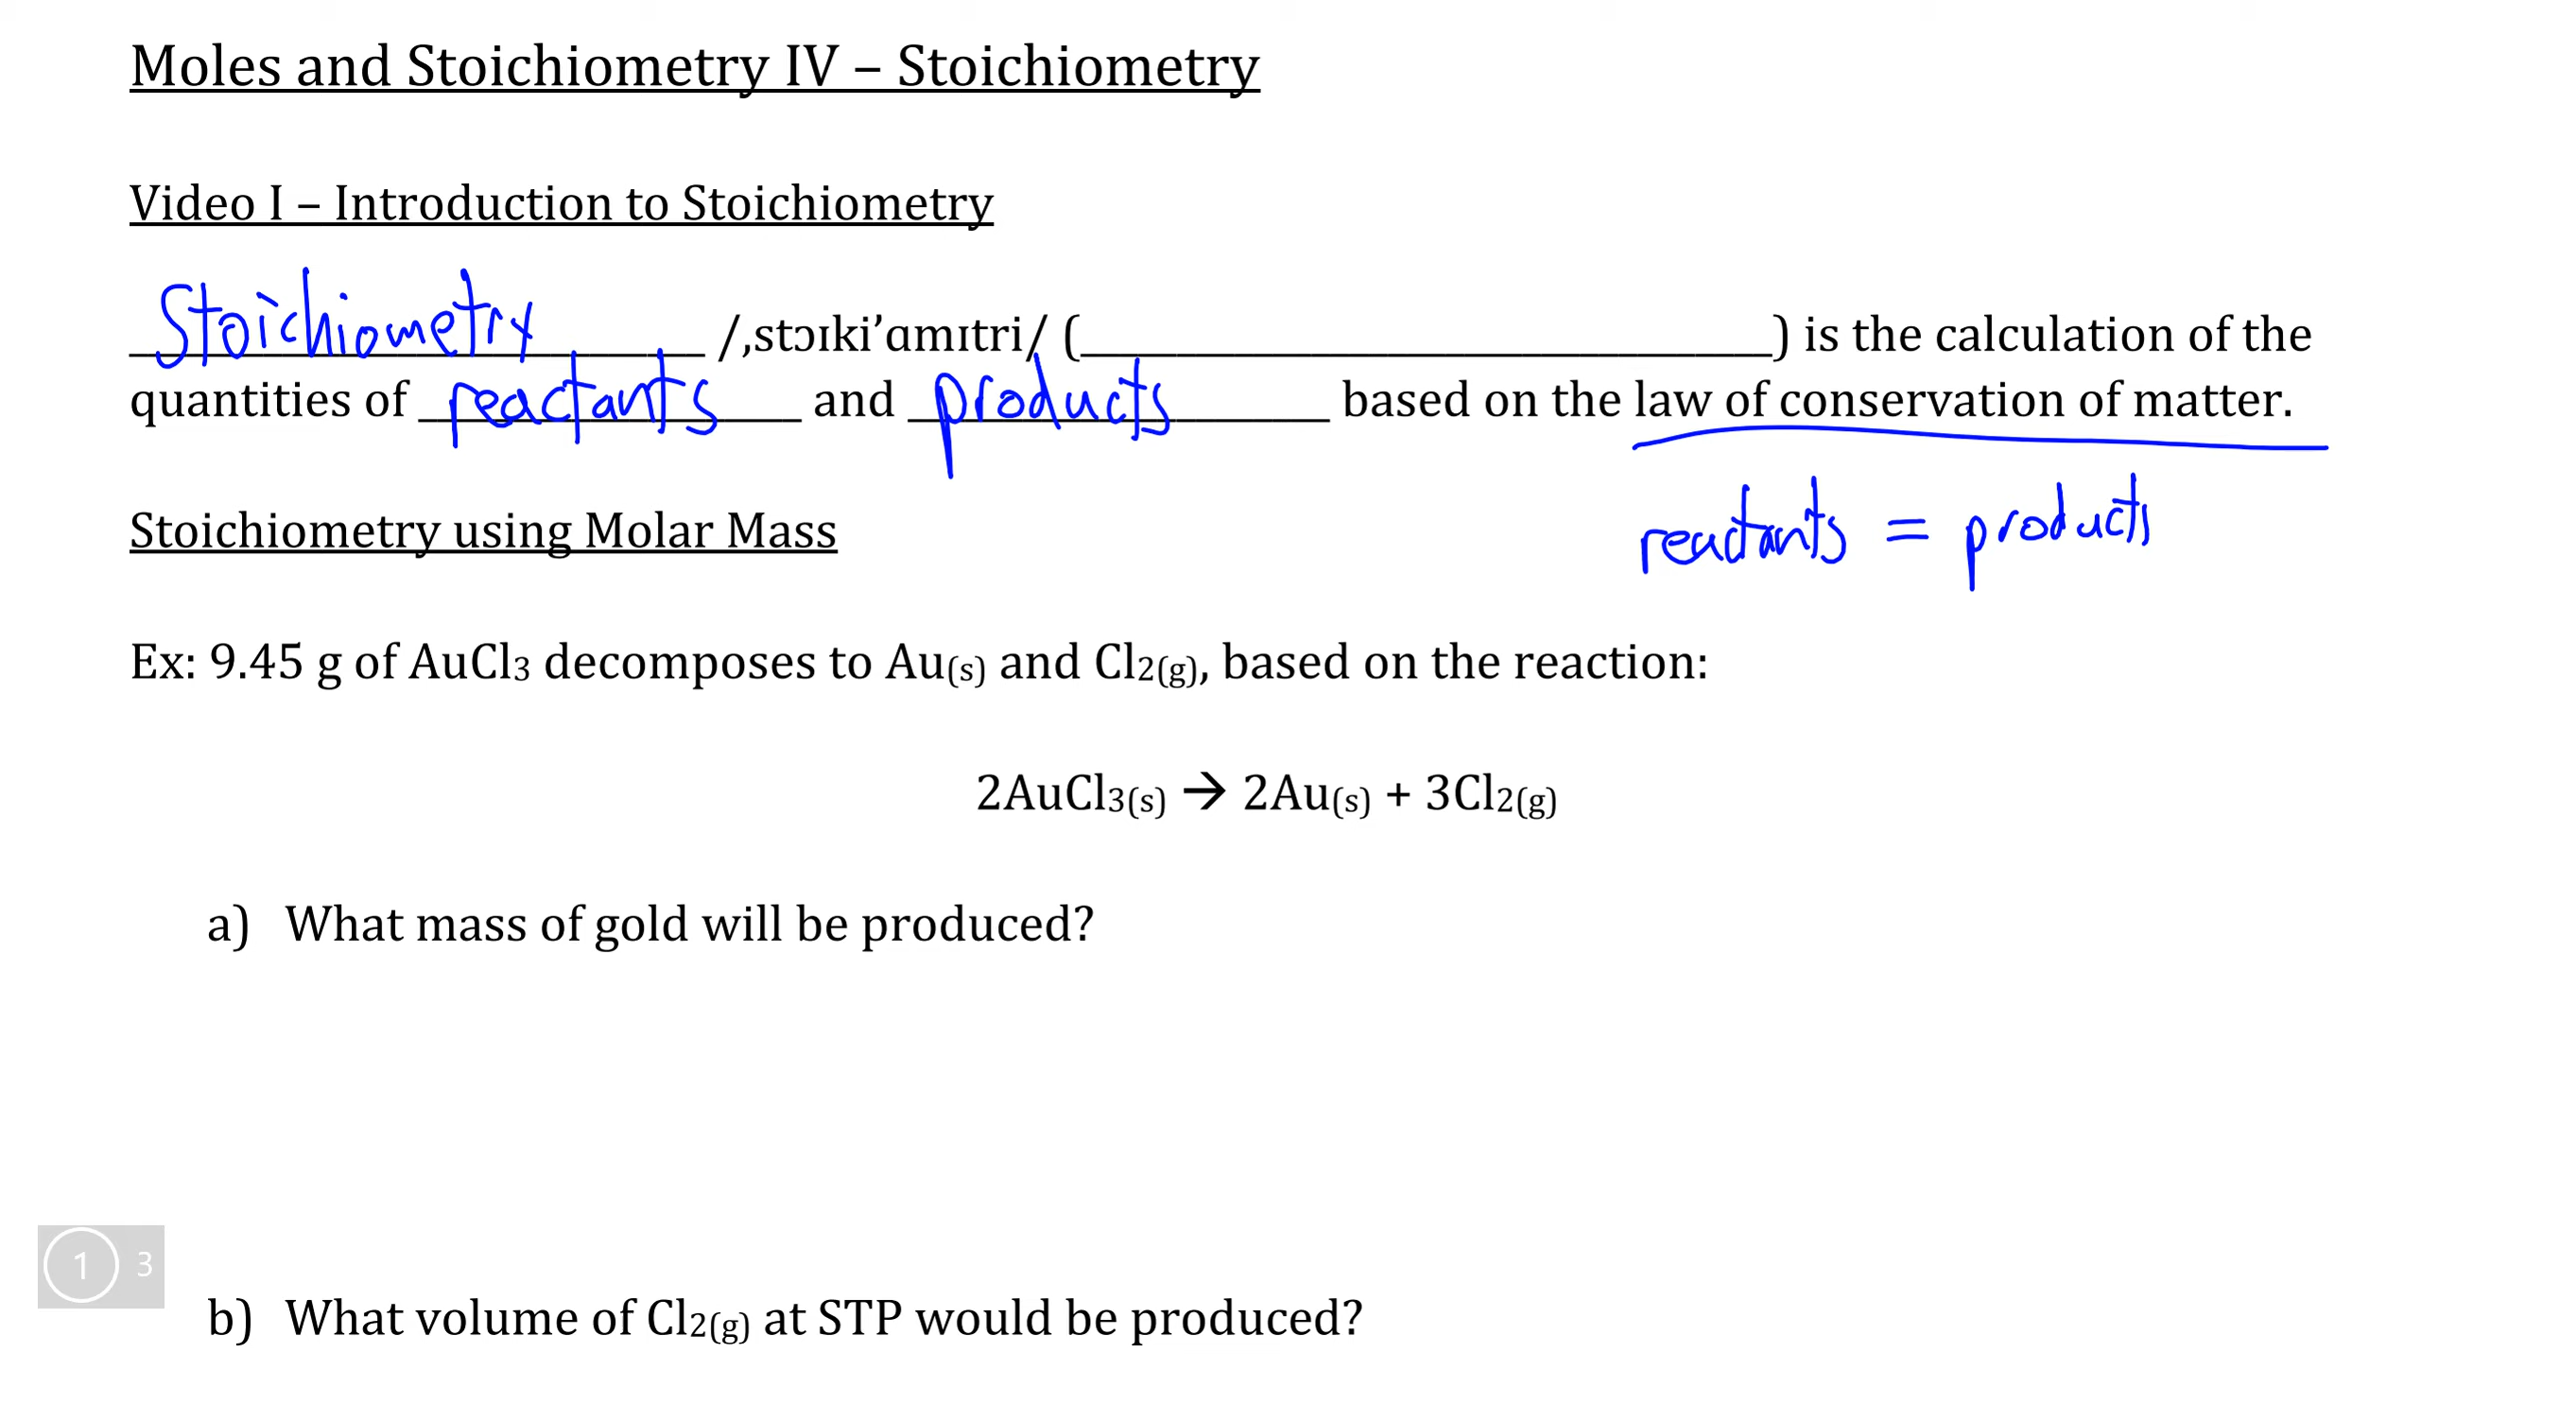 Moles and Stoichiometry IV – Stoichiometry
Video I – Introduction to Stoichiometry
Stoichiometry /ˌstɔɪkiˈɑmɪtri/ (____________________) is the calculation of the
quantities of reactants and products based on the law of conservation of matter.
reactants = products
Stoichiometry using Molar Mass
Ex: 9.45 g of AuCl3 decomposes to Au(s) and Cl2(g), based on the reaction:
2AuCl3(s) → 2Au(s) + 3Cl2(g)
a) What mass of gold will be produced?
1 3
b) What volume of Cl2(g) at STP would be produced?